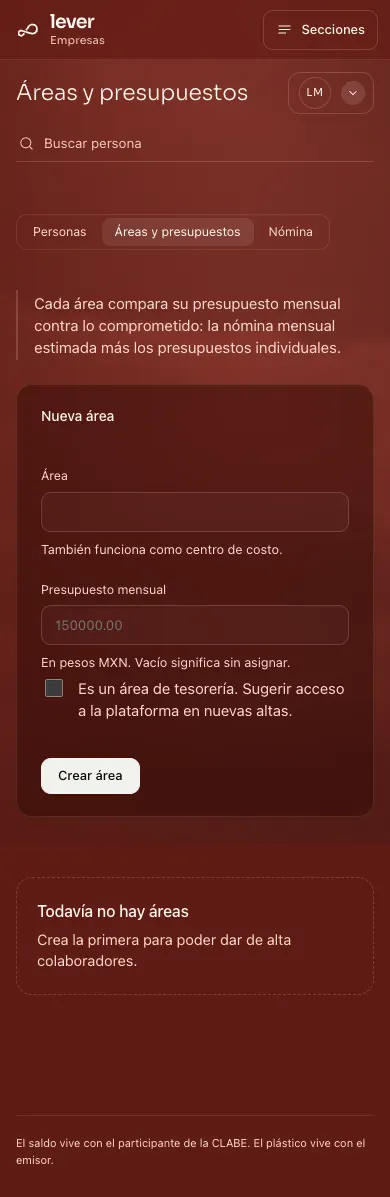 lever
Empresas
Secciones
Áreas y presupuestos
LM
Buscar persona
Personas
Áreas y presupuestos
Nómina
Cada área compara su presupuesto mensual
contra lo comprometido: la nómina mensual
estimada más los presupuestos individuales.
Nueva área
Área
También funciona como centro de costo.
Presupuesto mensual
150000.00
En pesos MXN. Vacío significa sin asignar.
Es un área de tesorería. Sugerir acceso
a la plataforma en nuevas altas.
Crear área
Todavía no hay áreas
Crea la primera para poder dar de alta
colaboradores.
El saldo vive con el participante de la CLABE. El plástico vive con el
emisor.